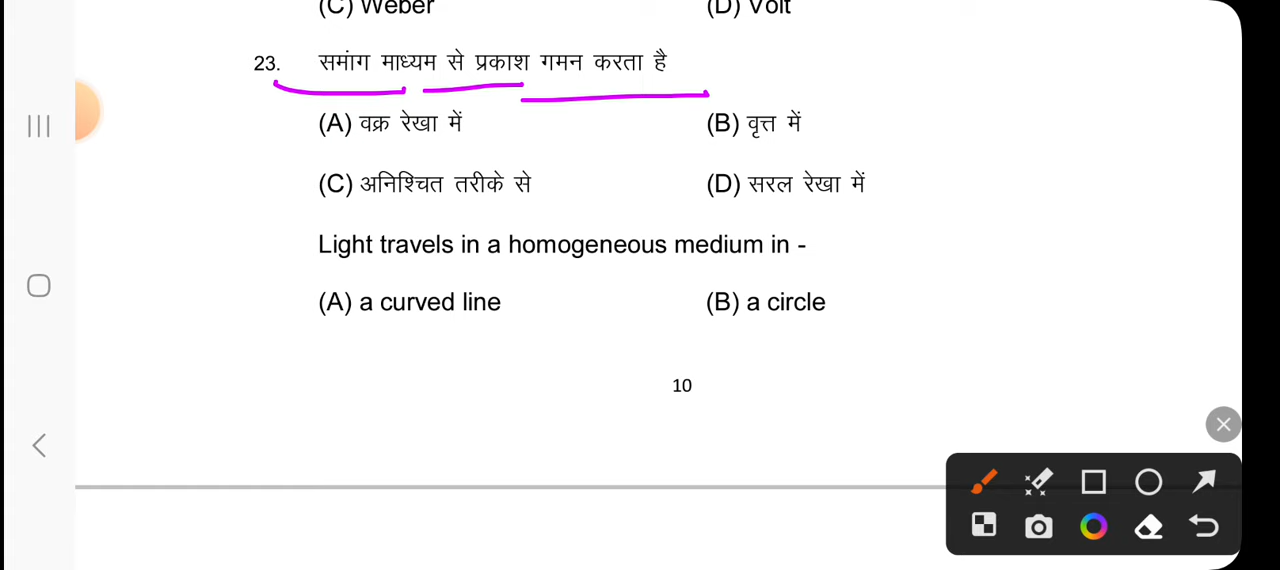 (C) Weber (D) Volt
23. समांग माध्यम से प्रकाश गमन करता है
(A) वक्र रेखा में (B) वृत्त में
(C) अनिश्चित तरीके से (D) सरल रेखा में
Light travels in a homogeneous medium in -
(A) a curved line (B) a circle
10